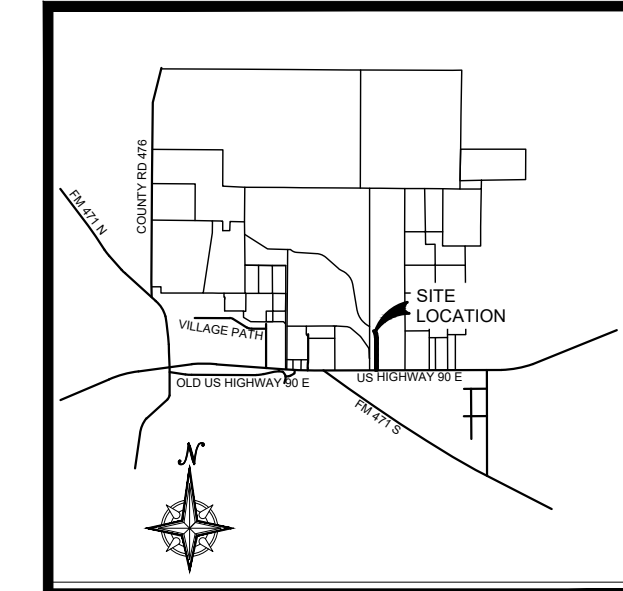 COUNTY RD 476
FM 471 N
SITE
LOCATION
VILLAGE PATH
OLD US HIGHWAY 90 E
US HIGHWAY 90 E
FM 471 S
N